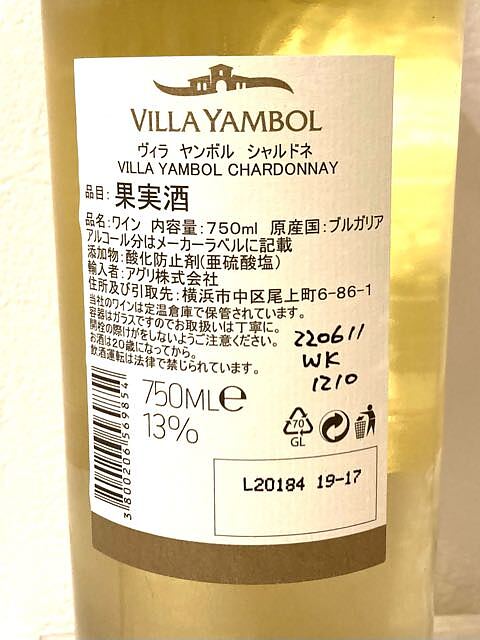 VILLA YAMBOL
ヴィラ ヤンボル シャルドネ
VILLA YAMBOL CHARDONNAY
品目: 果実酒
品名:ワイン 内容量:750ml 原産国:ブルガリア
アルコール分はメーカーラベルに記載
添加物:酸化防止剤(亜硫酸塩)
輸入者:アグリ株式会社
住所及び引取先:横浜市中区尾上町6-86-1
当社のワインは定温倉庫で保管されています。
容器はガラスですのでお取扱いは丁寧に。
開栓の際けがをしないようご注意ください。
お酒は20歳になってから。
飲酒運転は法律で禁じられています。
220611
WK
1210
750ML e
13%
70
GL
3800206569854
L20184 19-17